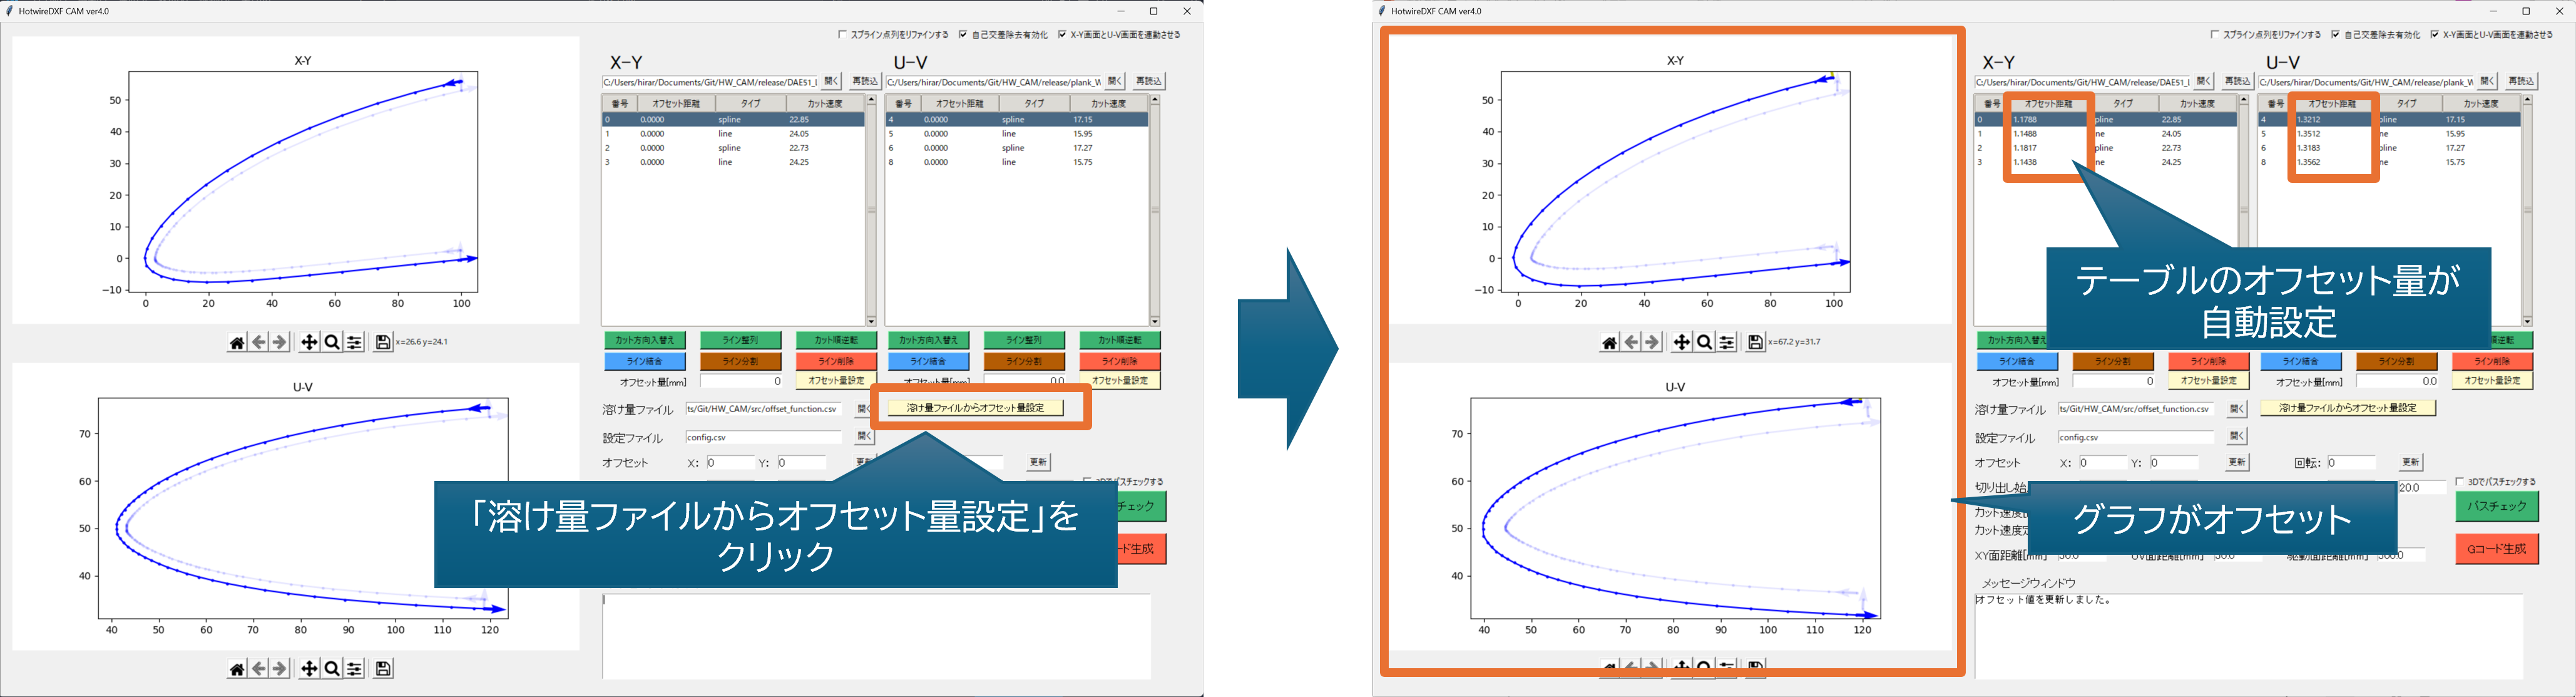 HotwireDXF CAM ver4.0
スプライン点列をリファインする 自己交差除去有効化 X-Y画面とU-V画面を連動させる
X-Y
50
40
30
20
10
0
−10
0 20 40 60 80 100
x=26.6 y=24.1
U-V
70
60
50
40
40 50 60 70 80 90 100 110 120
X-Y U-V
C:/Users/hirar/Documents/Git/HW_CAM/release/DAE51_l 開く 再読込 C:/Users/hirar/Documents/Git/HW_CAM/release/plank_W 開く 再読込
番号 オフセット距離 タイプ カット速度 番号 オフセット距離 タイプ カット速度
0 0.0000 spline 22.85 4 0.0000 spline 17.15
1 0.0000 line 24.05 5 0.0000 line 15.95
2 0.0000 spline 22.73 6 0.0000 spline 17.27
3 0.0000 line 24.25 8 0.0000 line 15.75
カット方向入替え ライン整列 カット順逆転 カット方向入替え ライン整列 カット順逆転
ライン結合 ライン分割 ライン削除 ライン結合 ライン分割 ライン削除
オフセット量[mm] 0 オフセット量設定 オフセット量[mm] 0.0 オフセット量設定
溶け量ファイル ts/Git/HW_CAM/src/offset_function.csv 開く 溶け量ファイルからオフセット量設定
設定ファイル config.csv 開く
オフセット X: 0 Y: 0 更新 更新
3Dでパスチェックする
チェック
ード生成
「溶け量ファイルからオフセット量設定」を
クリック
HotwireDXF CAM ver4.0
スプライン点列をリファインする 自己交差除去有効化 X-Y画面とU-V画面を連動させる
X-Y
50
40
30
20
10
0
−10
0 20 40 60 80 100
x=67.2 y=31.7
U-V
70
60
50
40
40 50 60 70 80 90 100 110 120
X-Y U-V
C:/Users/hirar/Documents/Git/HW_CAM/release/DAE51_l 開く 再読込 C:/Users/hirar/Documents/Git/HW_CAM/release/plank_W 開く 再読込
番号 オフセット距離 タイプ カット速度 番号 オフセット距離 タイプ カット速度
0 1.1788 pline 22.85 4 1.3212 pline 17.15
1 1.1488 ne 24.05 5 1.3512 ne 15.95
2 1.1817 pline 22.73 6 1.3183 pline 17.27
3 1.1438 ne 24.25 8 1.3562 ne 15.75
テーブルのオフセット量が
自動設定
カット方向入替え 順逆転
ライン結合 ライン分割 ライン削除 ライン結合 ライン分割 ライン削除
オフセット量[mm] 0 オフセット量設定 オフセット量[mm] 0.0 オフセット量設定
溶け量ファイル ts/Git/HW_CAM/src/offset_function.csv 開く 溶け量ファイルからオフセット量設定
設定ファイル config.csv 開く
オフセット X: 0 Y: 0 更新 回転: 0 更新
切り出し始 20.0 3Dでパスチェックする
カット速度 パスチェック
カット速度
グラフがオフセット
XY面距離[mm] 50.0 UV面距離[mm] 50.0 駆動面距離[mm] 500.0 Gコード生成
メッセージウィンドウ
オフセット値を更新しました。